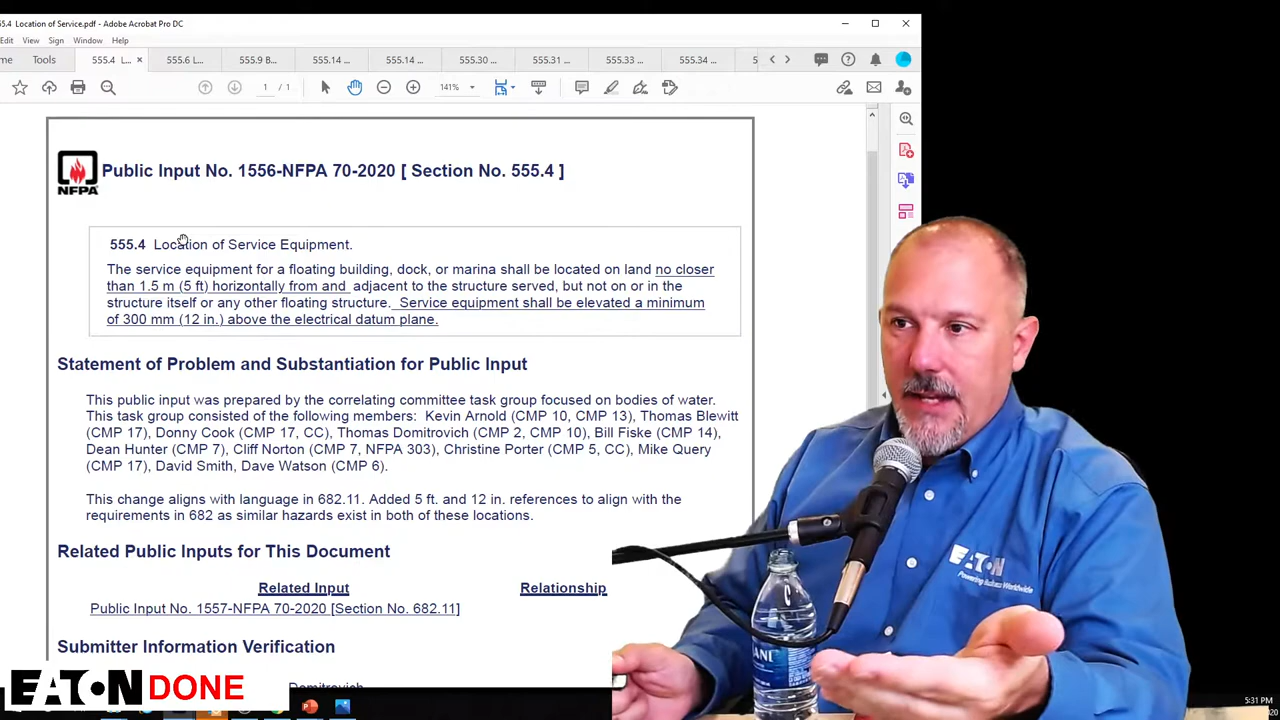 5.4 Location of Service.pdf - Adobe Acrobat Pro DC
Edit View Sign Window Help
Tools 555.4 L... × 555.6 L... 555.9 B... 555.14 ... 555.14 ... 555.30 ... 555.31 ... 555.33 ... 555.34 ... 5
1 / 1 141%
NFPA
Public Input No. 1556-NFPA 70-2020 [ Section No. 555.4 ]
555.4 Location of Service Equipment.
The service equipment for a floating building, dock, or marina shall be located on land no closer
than 1.5 m (5 ft) horizontally from and adjacent to the structure served, but not on or in the
structure itself or any other floating structure. Service equipment shall be elevated a minimum
of 300 mm (12 in.) above the electrical datum plane.
Statement of Problem and Substantiation for Public Input
This public input was prepared by the correlating committee task group focused on bodies of water.
This task group consisted of the following members: Kevin Arnold (CMP 10, CMP 13), Thomas Blewitt
(CMP 17), Donny Cook (CMP 17, CC), Thomas Domitrovich (CMP 2, CMP 10), Bill Fiske (CMP 14),
Dean Hunter (CMP 7), Cliff Norton (CMP 7, NFPA 303), Christine Porter (CMP 5, CC), Mike Query
(CMP 17), David Smith, Dave Watson (CMP 6).
This change aligns with language in 682.11. Added 5 ft. and 12 in. references to align with the
requirements in 682 as similar hazards exist in both of these locations.
Related Public Inputs for This Document
Related Input Relationship
Public Input No. 1557-NFPA 70-2020 [Section No. 682.11]
Submitter Information Verification
Domitrovich
EATON
Powering Business Worldwide
EATON DONE
5:31 PM